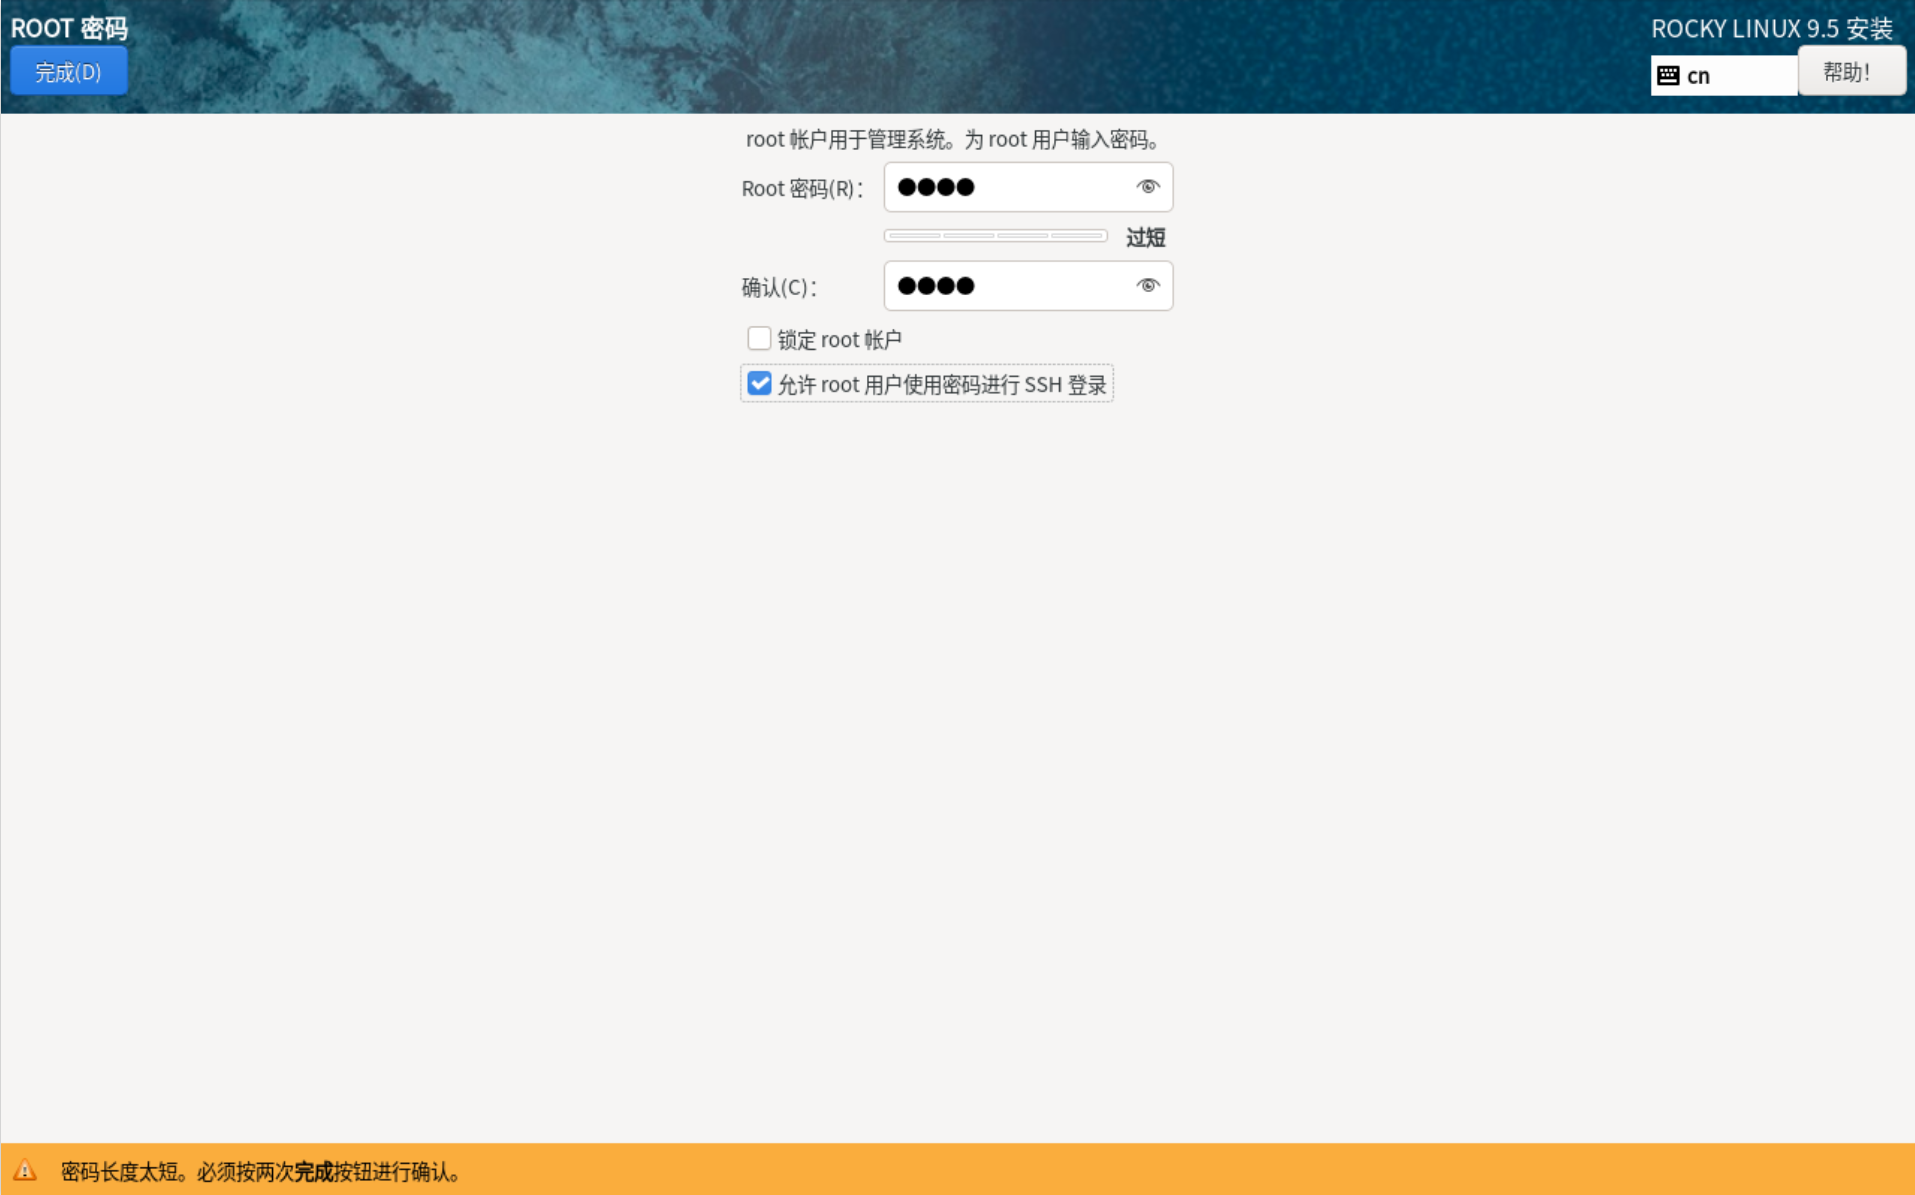 ROOT 密码
ROCKY LINUX 9.5 安装
完成(D)
cn
帮助！
root 帐户用于管理系统。为 root 用户输入密码。
Root 密码(R)：
过短
确认(C)：
锁定 root 帐户
允许 root 用户使用密码进行 SSH 登录
密码长度太短。必须按两次完成按钮进行确认。